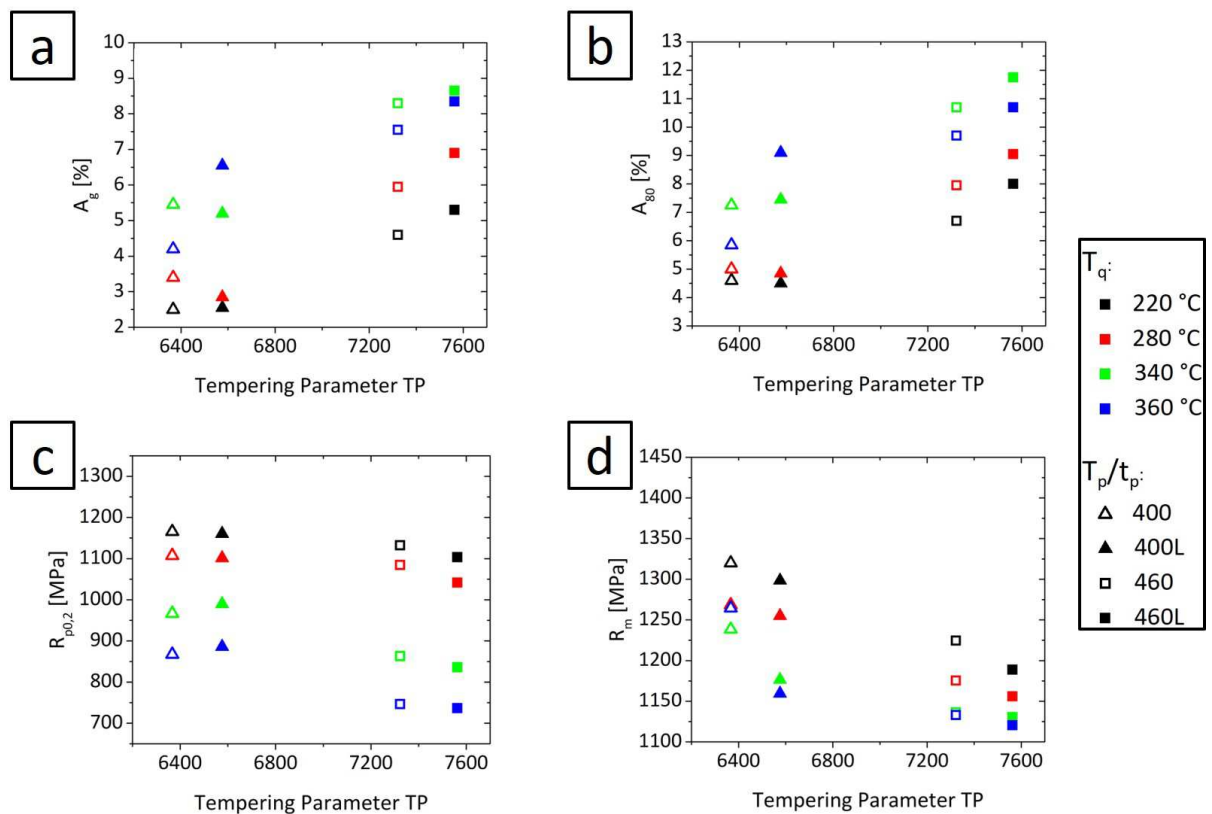 a
10
9
8
7
6
5
4
3
2
A_g [%]
6400 6800 7200 7600
Tempering Parameter TP
b
13
12
11
10
9
8
7
6
5
4
3
A_80 [%]
6400 6800 7200 7600
Tempering Parameter TP
c
1300
1200
1100
1000
900
800
700
R_p0,2 [MPa]
6400 6800 7200 7600
Tempering Parameter TP
d
1450
1400
1350
1300
1250
1200
1150
1100
R_m [MPa]
6400 6800 7200 7600
Tempering Parameter TP
T_q:
220 °C
280 °C
340 °C
360 °C
T_p/t_p:
400
400L
460
460L